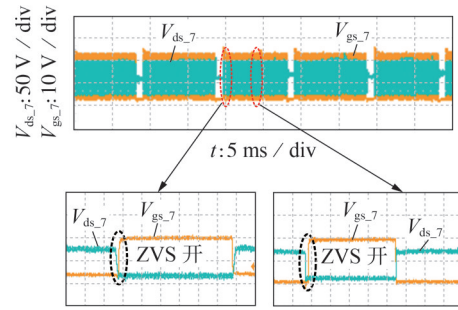 V_ds_7:50 V / div
V_gs_7:10 V / div
V_ds_7
V_gs_7
t:5 ms / div
V_ds_7
V_gs_7
ZVS 开
V_gs_7
V_ds_7
ZVS 开